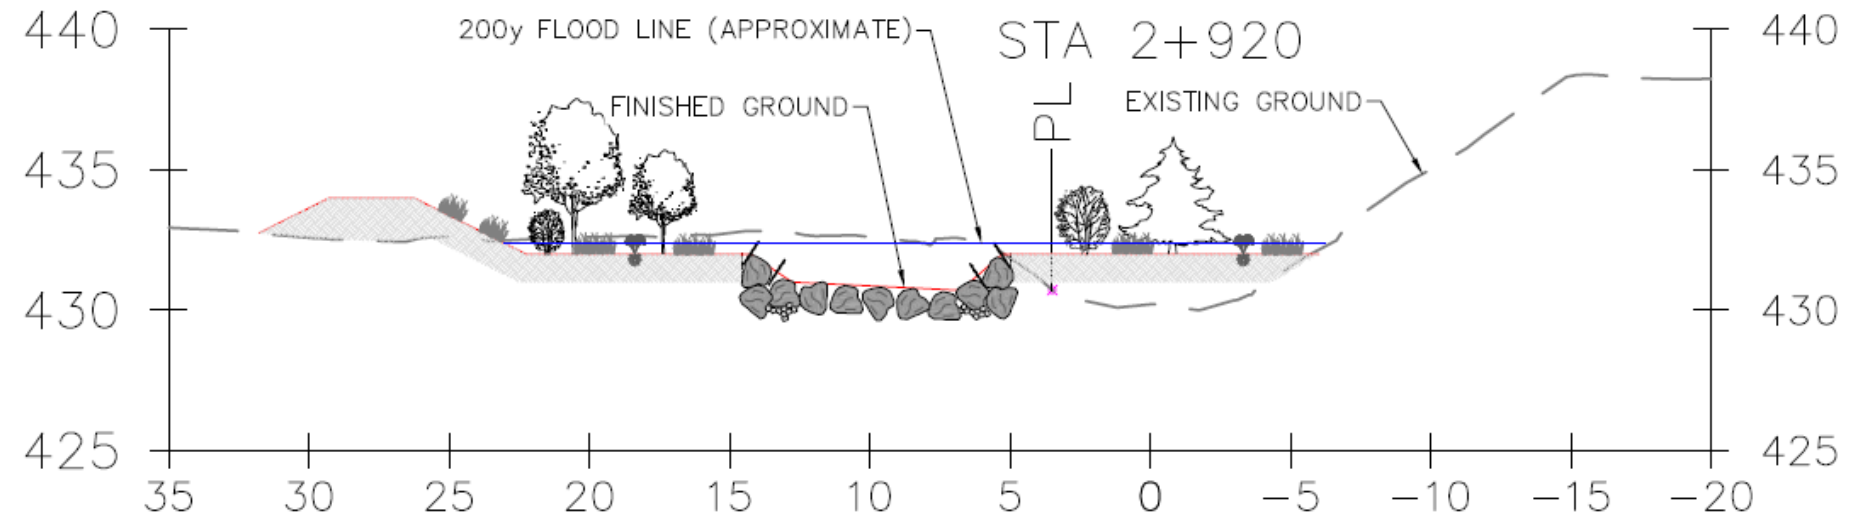 440
200y FLOOD LINE (APPROXIMATE)
STA 2+920
440
FINISHED GROUND
PL
EXISTING GROUND
435
435
430
430
425
425
35 30 25 20 15 10 5 0 −5 −10 −15 −20